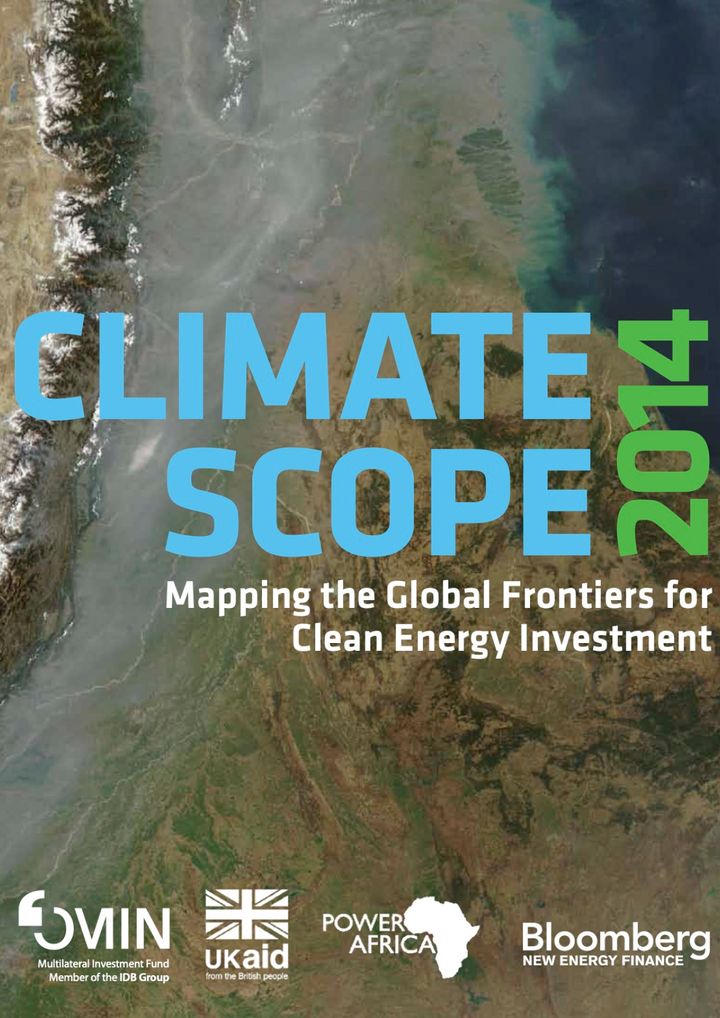 CLIMATE
SCOPE
2014
Mapping the Global Frontiers for
Clean Energy Investment
OMIN
Multilateral Investment Fund
Member of the IDB Group
UKaid
from the British people
POWER
AFRICA
Bloomberg
NEW ENERGY FINANCE